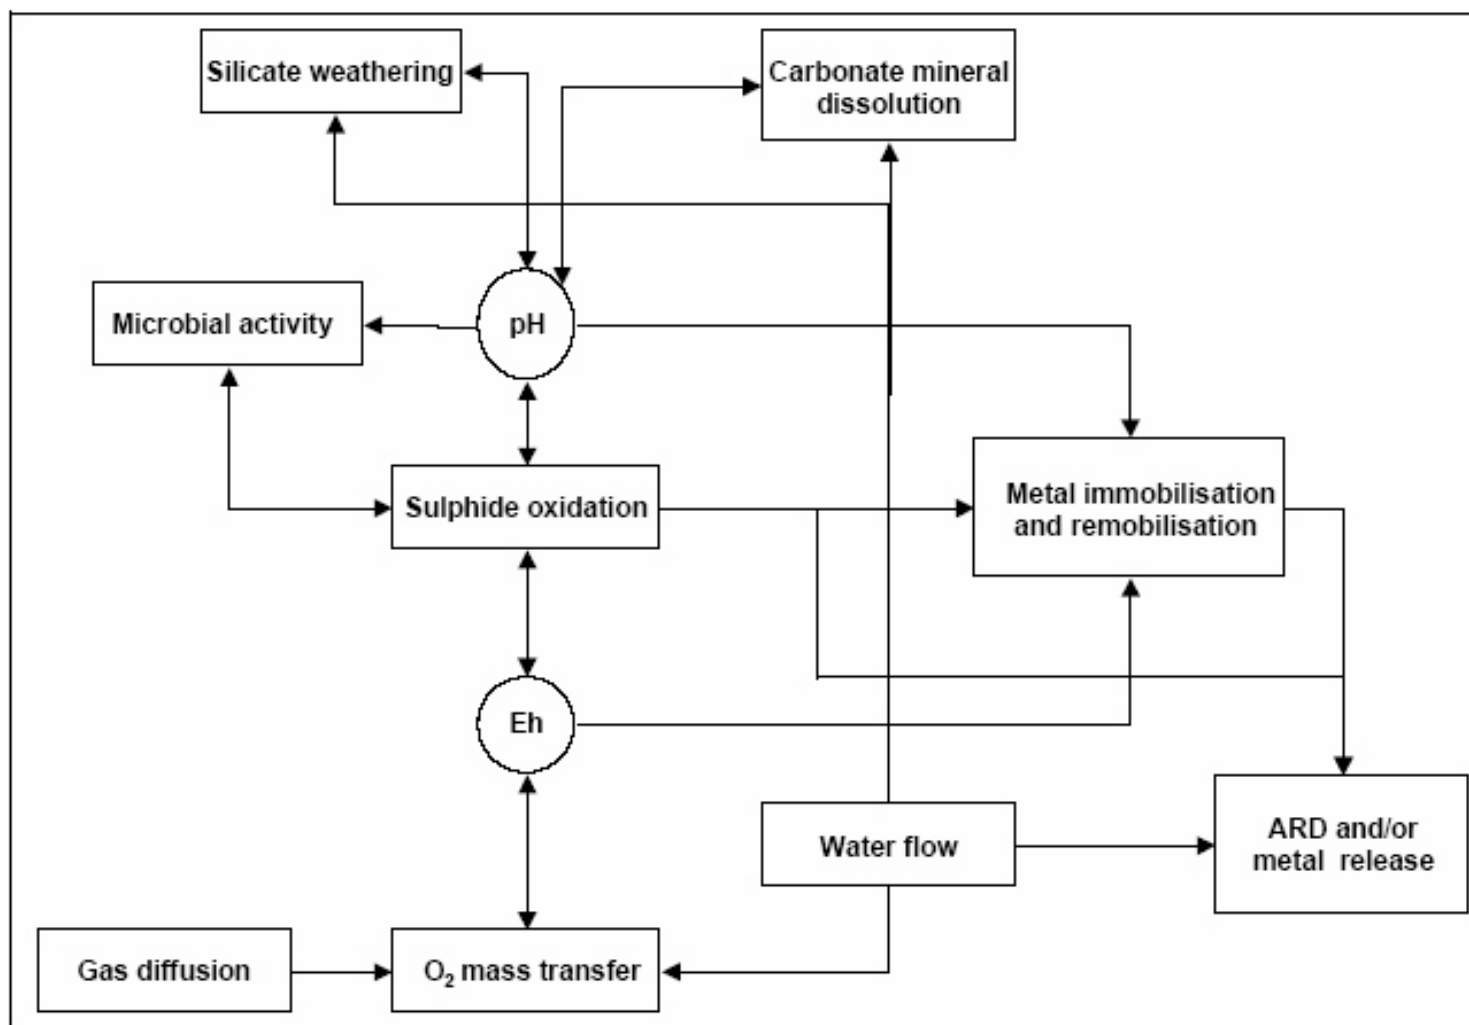 Silicate weathering
Carbonate mineral
dissolution
Microbial activity
pH
Sulphide oxidation
Metal immobilisation
and remobilisation
Eh
Water flow
ARD and/or
metal release
Gas diffusion
O₂ mass transfer